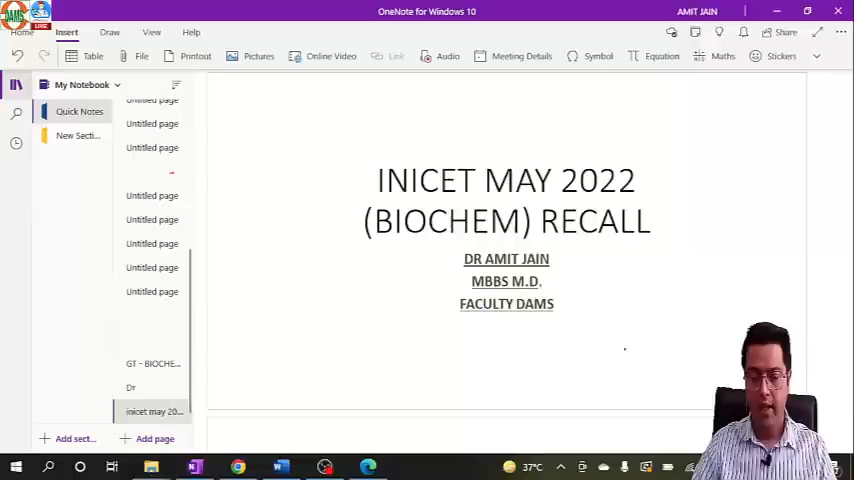 OneNote for Windows 10
AMIT JAIN
DAMS
LIVE
Home
Insert
Draw
View
Help
Share
Table
File
Printout
Pictures
Online Video
Link
Audio
Meeting Details
Symbol
Equation
Maths
Stickers
My Notebook
Quick Notes
New Secti...
Untitled page
Untitled page
Untitled page
Untitled page
Untitled page
Untitled page
Untitled page
Untitled page
GT - BIOCHE...
Dr
inicet may 20...
Add sect...
Add page
INICET MAY 2022
(BIOCHEM) RECALL
DR AMIT JAIN
MBBS M.D.
FACULTY DAMS
37°C